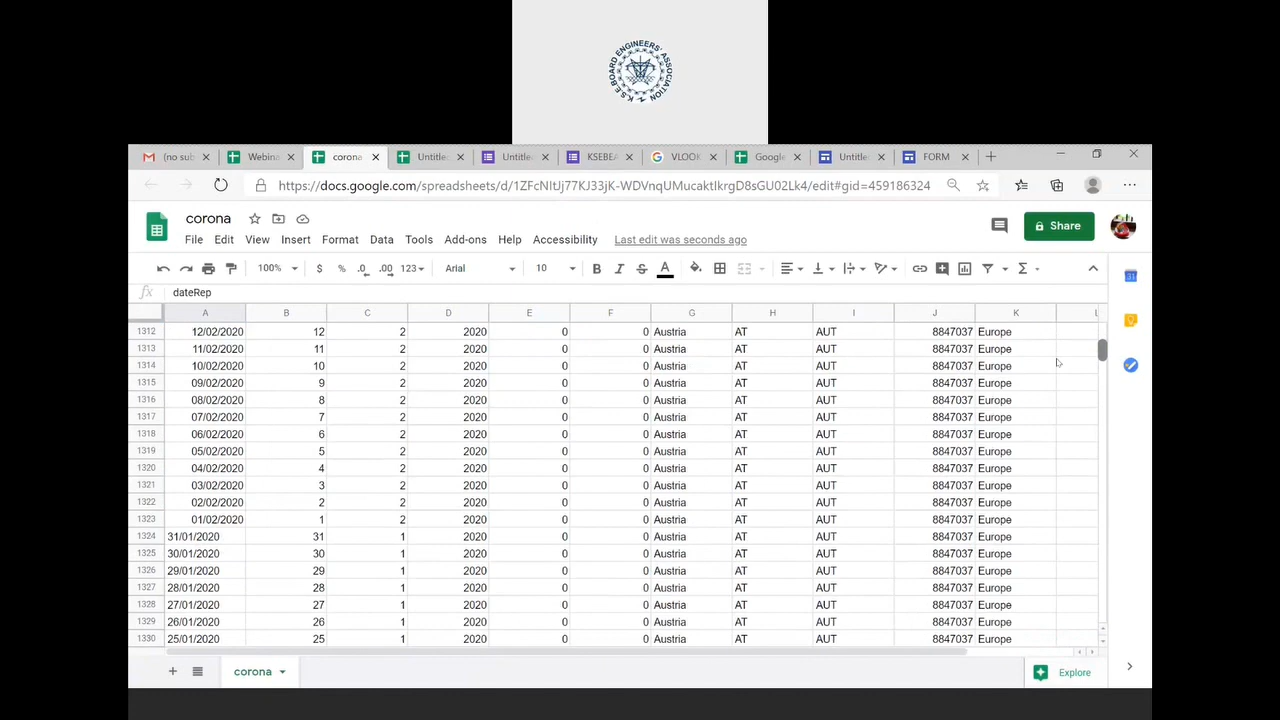 K.S.E.BOARD ENGINEERS' ASSOCIATION
(no sub
Webina
corona
Untitle
Untitle
KSEBEA
VLOOK
Google
Untitle
FORM
https://docs.google.com/spreadsheets/d/1ZFcNItJj77KJ33jK-WDVnqUMucaktIkrgD8sGU02Lk4/edit#gid=459186324
corona
Share
File Edit View Insert Format Data Tools Add-ons Help Accessibility Last edit was seconds ago
100% $ % .0 .00 123 Arial 10 B I S A Σ
31
fx dateRep
A B C D E F G H I J K L
1312 12/02/2020 12 2 2020 0 0 Austria AT AUT 8847037 Europe
1313 11/02/2020 11 2 2020 0 0 Austria AT AUT 8847037 Europe
1314 10/02/2020 10 2 2020 0 0 Austria AT AUT 8847037 Europe
1315 09/02/2020 9 2 2020 0 0 Austria AT AUT 8847037 Europe
1316 08/02/2020 8 2 2020 0 0 Austria AT AUT 8847037 Europe
1317 07/02/2020 7 2 2020 0 0 Austria AT AUT 8847037 Europe
1318 06/02/2020 6 2 2020 0 0 Austria AT AUT 8847037 Europe
1319 05/02/2020 5 2 2020 0 0 Austria AT AUT 8847037 Europe
1320 04/02/2020 4 2 2020 0 0 Austria AT AUT 8847037 Europe
1321 03/02/2020 3 2 2020 0 0 Austria AT AUT 8847037 Europe
1322 02/02/2020 2 2 2020 0 0 Austria AT AUT 8847037 Europe
1323 01/02/2020 1 2 2020 0 0 Austria AT AUT 8847037 Europe
1324 31/01/2020 31 1 2020 0 0 Austria AT AUT 8847037 Europe
1325 30/01/2020 30 1 2020 0 0 Austria AT AUT 8847037 Europe
1326 29/01/2020 29 1 2020 0 0 Austria AT AUT 8847037 Europe
1327 28/01/2020 28 1 2020 0 0 Austria AT AUT 8847037 Europe
1328 27/01/2020 27 1 2020 0 0 Austria AT AUT 8847037 Europe
1329 26/01/2020 26 1 2020 0 0 Austria AT AUT 8847037 Europe
1330 25/01/2020 25 1 2020 0 0 Austria AT AUT 8847037 Europe
corona
Explore